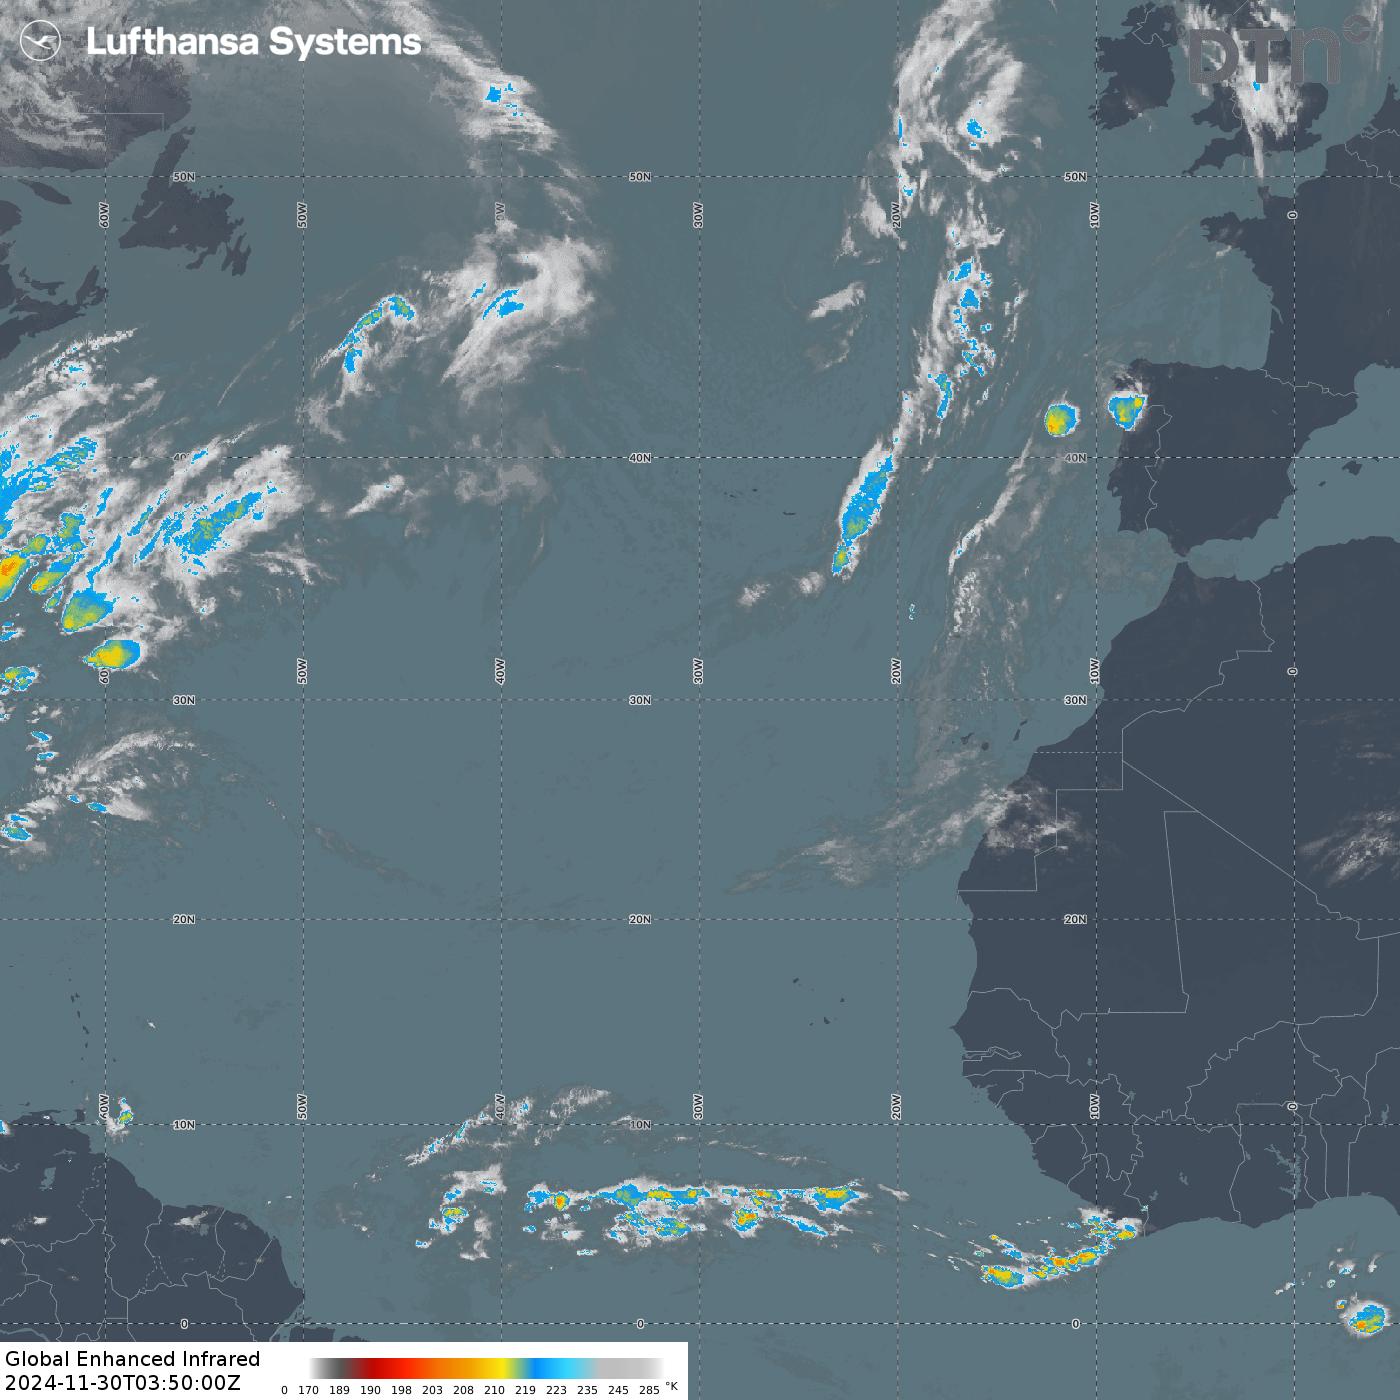 Lufthansa Systems
DTN
50N 50N 50N
60W 50W 40W 30W 20W 10W 0
40N 40N 40N
60W 50W 40W 30W 20W 10W 0
30N 30N 30N
20N 20N 20N
60W 50W 40W 30W 20W 10W 0
10N 10N 10N
0 0 0
Global Enhanced Infrared
2024-11-30T03:50:00Z
0 170 189 190 198 203 208 210 219 223 235 245 285 °K